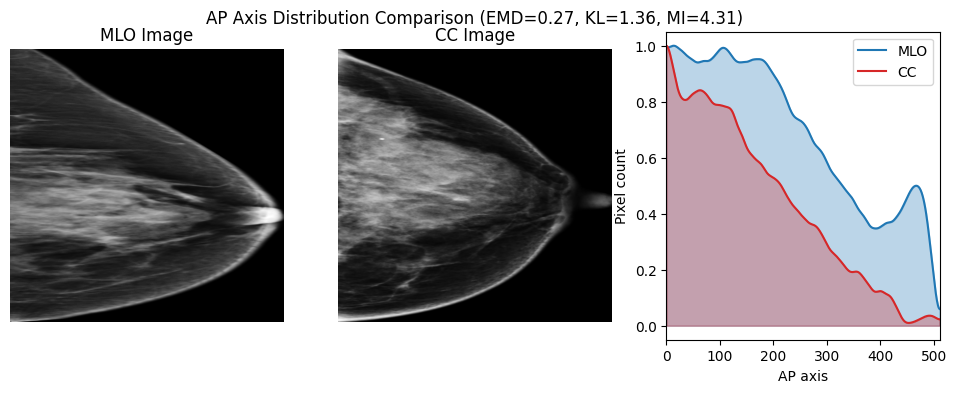 AP Axis Distribution Comparison (EMD=0.27, KL=1.36, MI=4.31)
MLO Image
CC Image
MLO
CC
Pixel count
1.0
0.8
0.6
0.4
0.2
0.0
0 100 200 300 400 500
AP axis